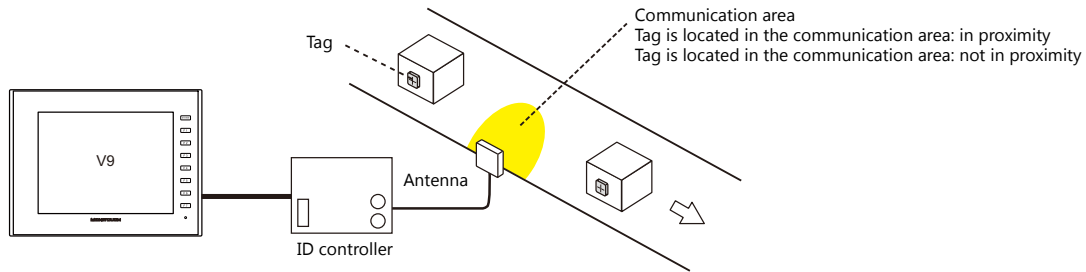 Communication area
Tag is located in the communication area: in proximity
Tag is located in the communication area: not in proximity
Tag
V9
Antenna
ID controller